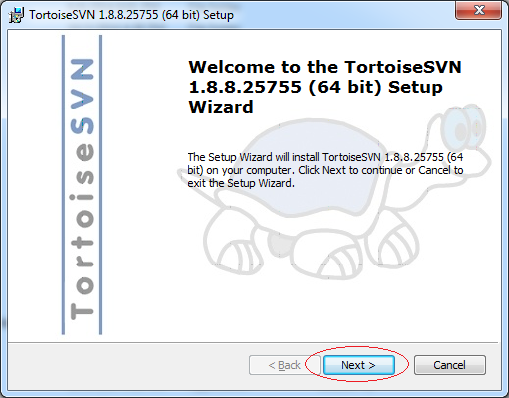 TortoiseSVN 1.8.8.25755 (64 bit) Setup
TortoiseSVN
Welcome to the TortoiseSVN
1.8.8.25755 (64 bit) Setup
Wizard
The Setup Wizard will install TortoiseSVN 1.8.8.25755 (64
bit) on your computer. Click Next to continue or Cancel to
exit the Setup Wizard.
< Back
Next >
Cancel